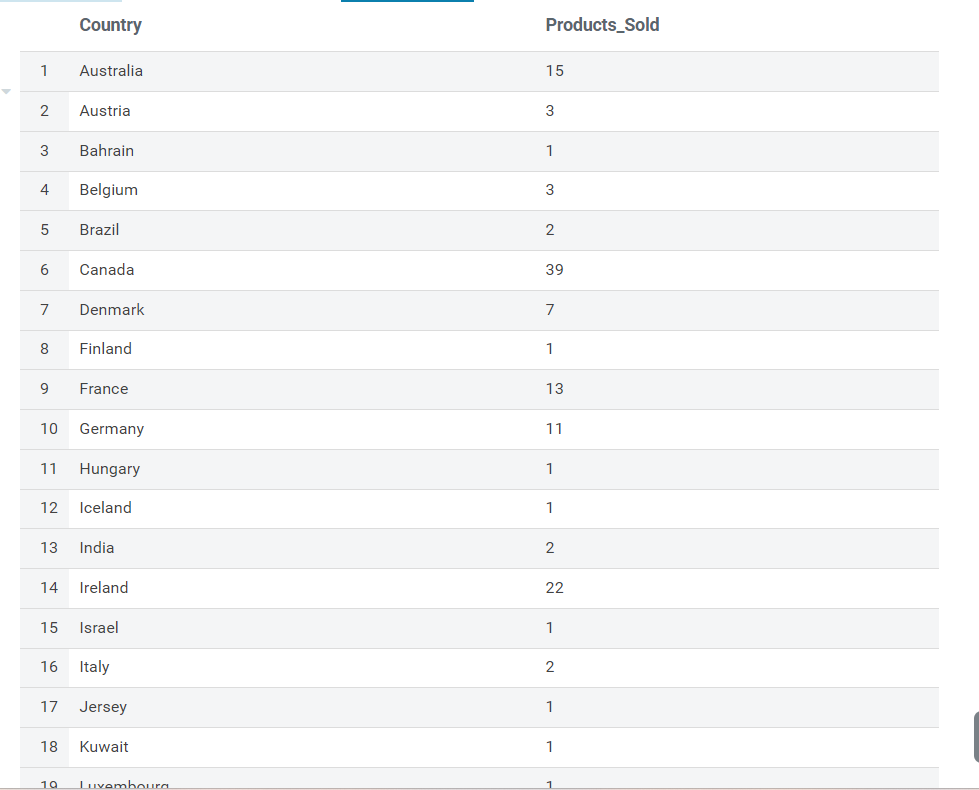 Country Products_Sold
1 Australia 15
2 Austria 3
3 Bahrain 1
4 Belgium 3
5 Brazil 2
6 Canada 39
7 Denmark 7
8 Finland 1
9 France 13
10 Germany 11
11 Hungary 1
12 Iceland 1
13 India 2
14 Ireland 22
15 Israel 1
16 Italy 2
17 Jersey 1
18 Kuwait 1
19 Luxembourg 1